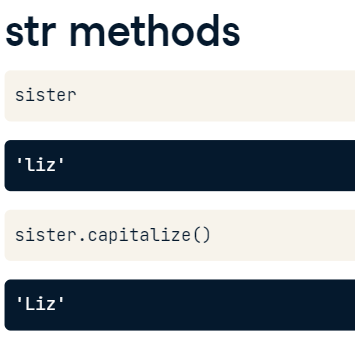 str methods
sister
'liz'
sister.capitalize()
'Liz'